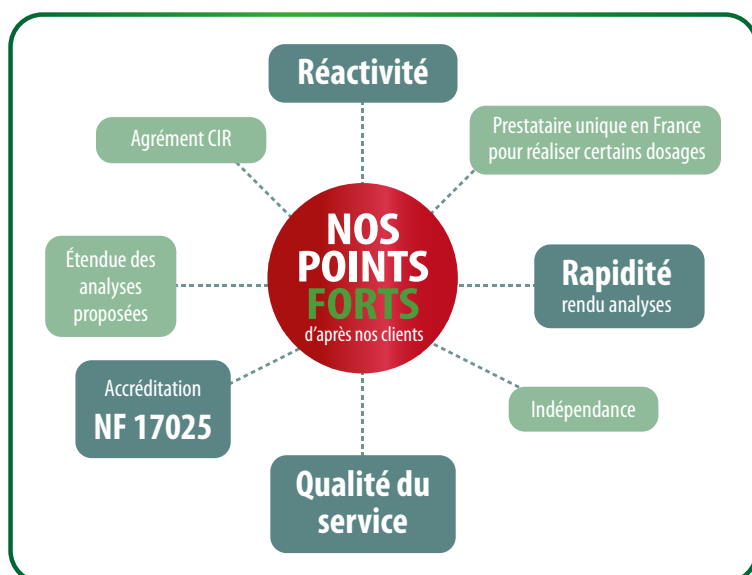 Réactivité
Agrément CIR
Prestataire unique en France
pour réaliser certains dosages
NOS
POINTS
FORTS
d'après nos clients
Étendue des
analyses
proposées
Rapidité
rendu analyses
Accréditation
NF 17025
Indépendance
Qualité du
service